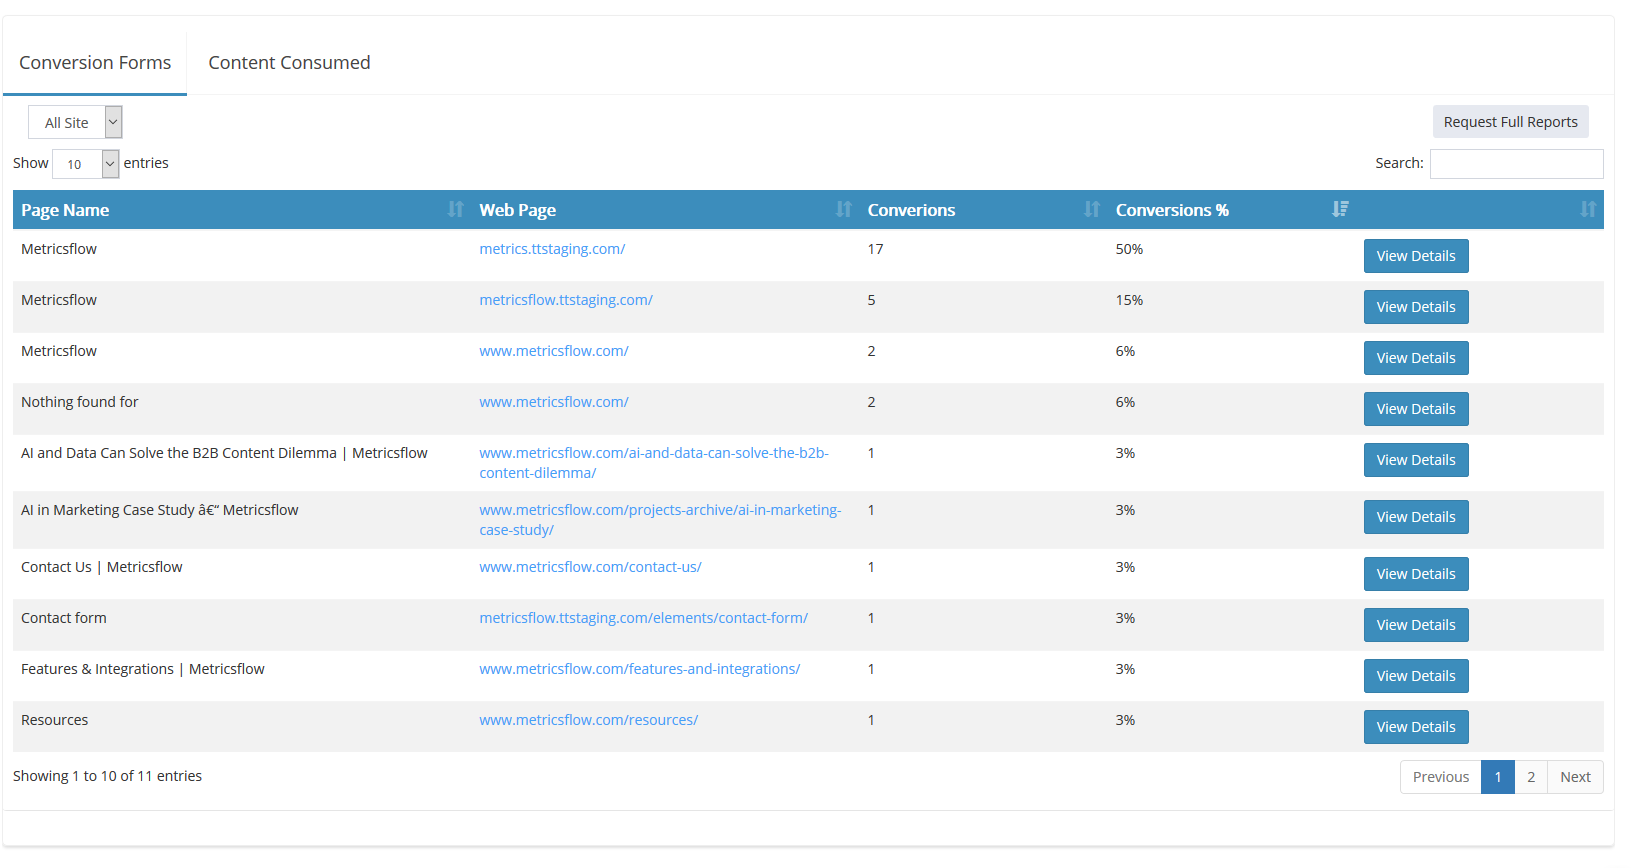 Conversion Forms Content Consumed
All Site Request Full Reports
Show 10 entries Search:
Page Name Web Page Converions Conversions %
Metricsflow metrics.ttstaging.com/ 17 50% View Details
Metricsflow metricsflow.ttstaging.com/ 5 15% View Details
Metricsflow www.metricsflow.com/ 2 6% View Details
Nothing found for www.metricsflow.com/ 2 6% View Details
AI and Data Can Solve the B2B Content Dilemma | Metricsflow www.metricsflow.com/ai-and-data-can-solve-the-b2b- 1 3% View Details
content-dilemma/
AI in Marketing Case Study â€“ Metricsflow www.metricsflow.com/projects-archive/ai-in-marketing- 1 3% View Details
case-study/
Contact Us | Metricsflow www.metricsflow.com/contact-us/ 1 3% View Details
Contact form metricsflow.ttstaging.com/elements/contact-form/ 1 3% View Details
Features & Integrations | Metricsflow www.metricsflow.com/features-and-integrations/ 1 3% View Details
Resources www.metricsflow.com/resources/ 1 3% View Details
Showing 1 to 10 of 11 entries Previous 1 2 Next